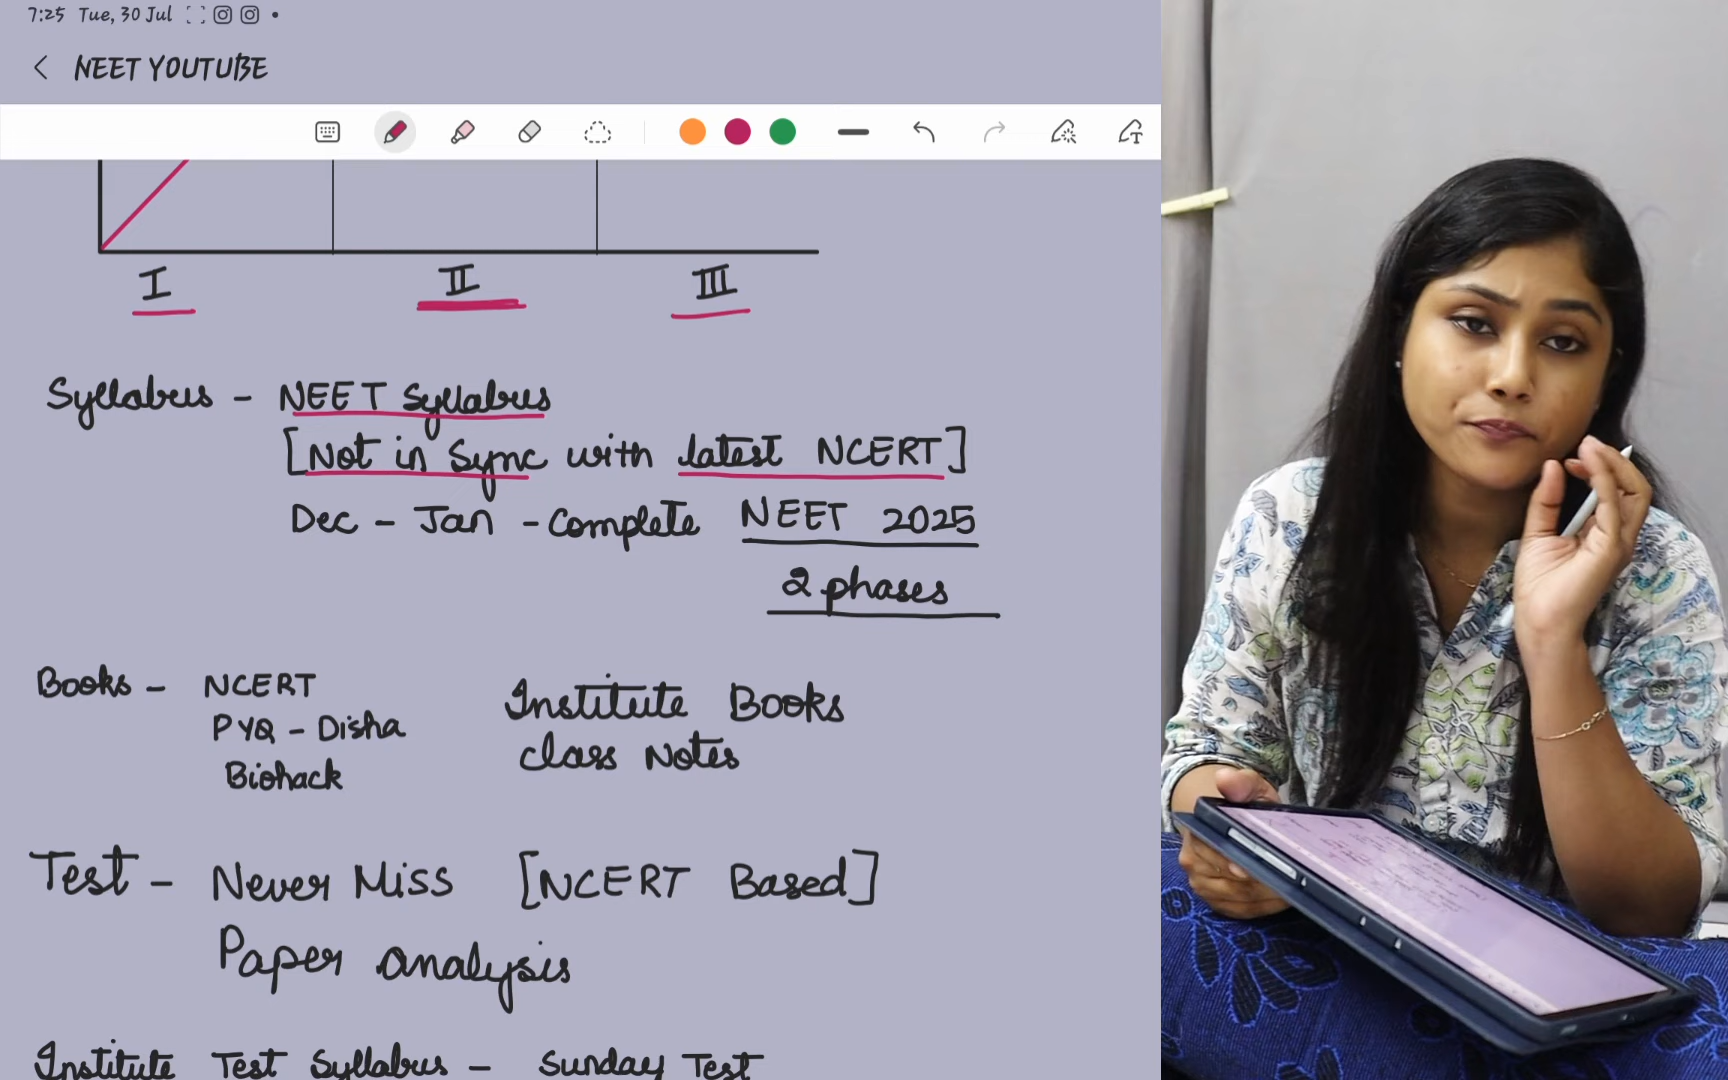 7:25 Tue, 30 Jul
NEET YOUTUBE
I II III
Syllabus - NEET Syllabus
[Not in Sync with latest NCERT]
Dec - Jan - Complete NEET 2025
2 phases
Books - NCERT
PYQ - Disha
Biohack
Institute Books
Class Notes
Test - Never Miss [NCERT Based]
Paper analysis
Institute Test Syllabus - Sunday Test